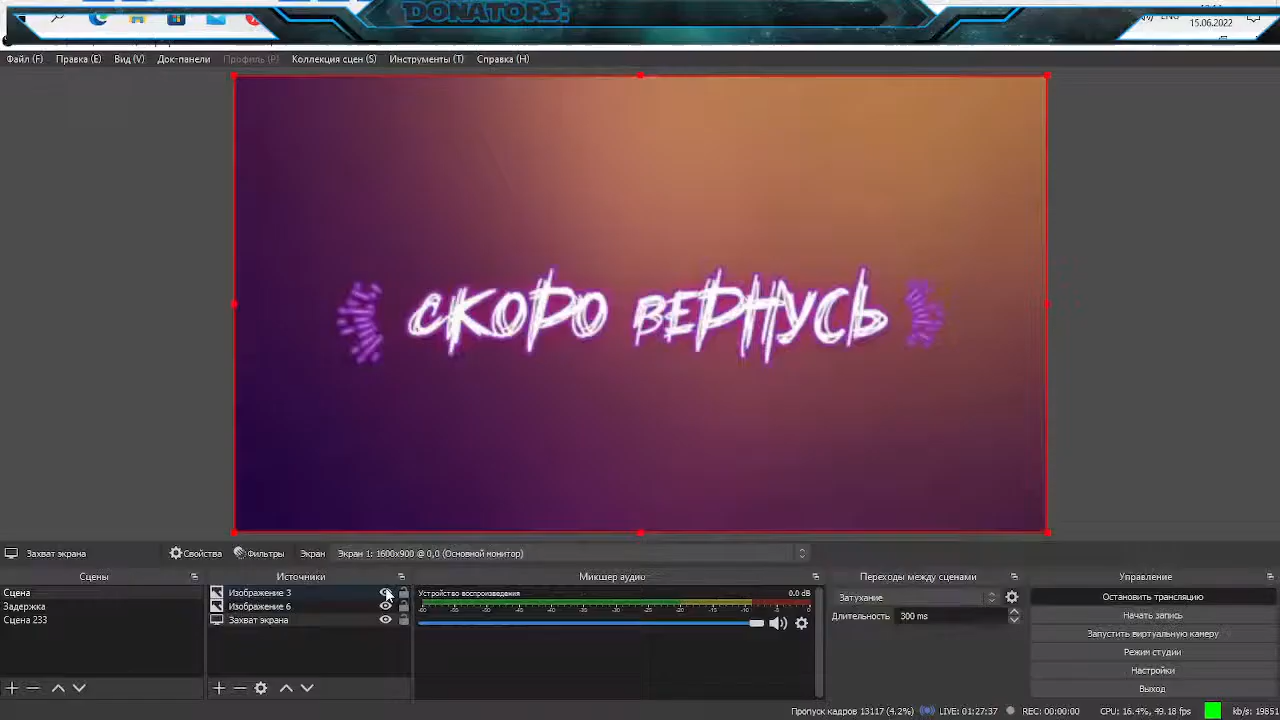 DONATORS:
ENG
15.06.2022
Файл (F) Правка (E) Вид (V) Док-панели Профиль (P) Коллекция сцен (S) Инструменты (T) Справка (H)
СКОРО ВЕРНУСЬ
Захват экрана Свойства Фильтры Экран Экран 1: 1600x900 @ 0,0 (Основной монитор)
Сцены Источники Микшер аудио Переходы между сценами Управление
Сцена
Задержка
Сцена 233
Изображение 3
Изображение 6
Захват экрана
Устройство воспроизведения 0.0 dB
Затухание
Длительность 300 ms
Остановить трансляцию
Начать запись
Запустить виртуальную камеру
Режим студии
Настройки
Выход
Пропуск кадров 13117 (4.2%) LIVE: 01:27:37 REC: 00:00:00 CPU: 16.4%, 49.18 fps kb/s: 19851